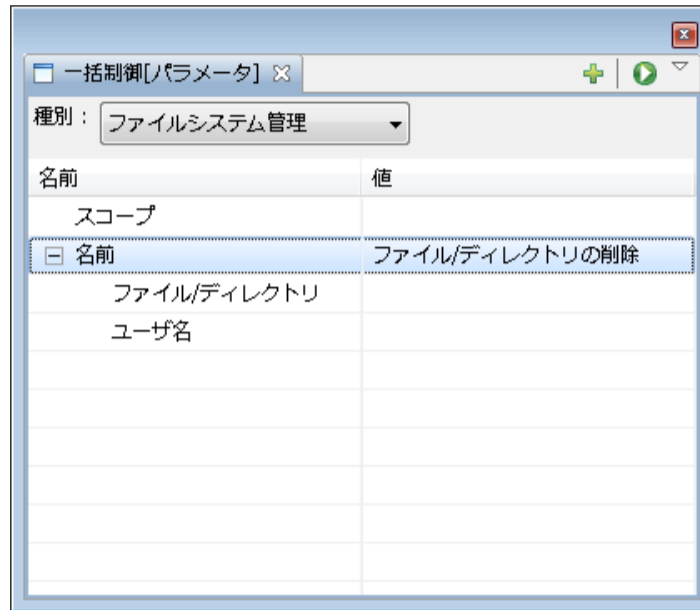 一括制御[パラメータ]
種別： ファイルシステム管理
名前 値
スコープ
名前 ファイル/ディレクトリの削除
ファイル/ディレクトリ
ユーザ名